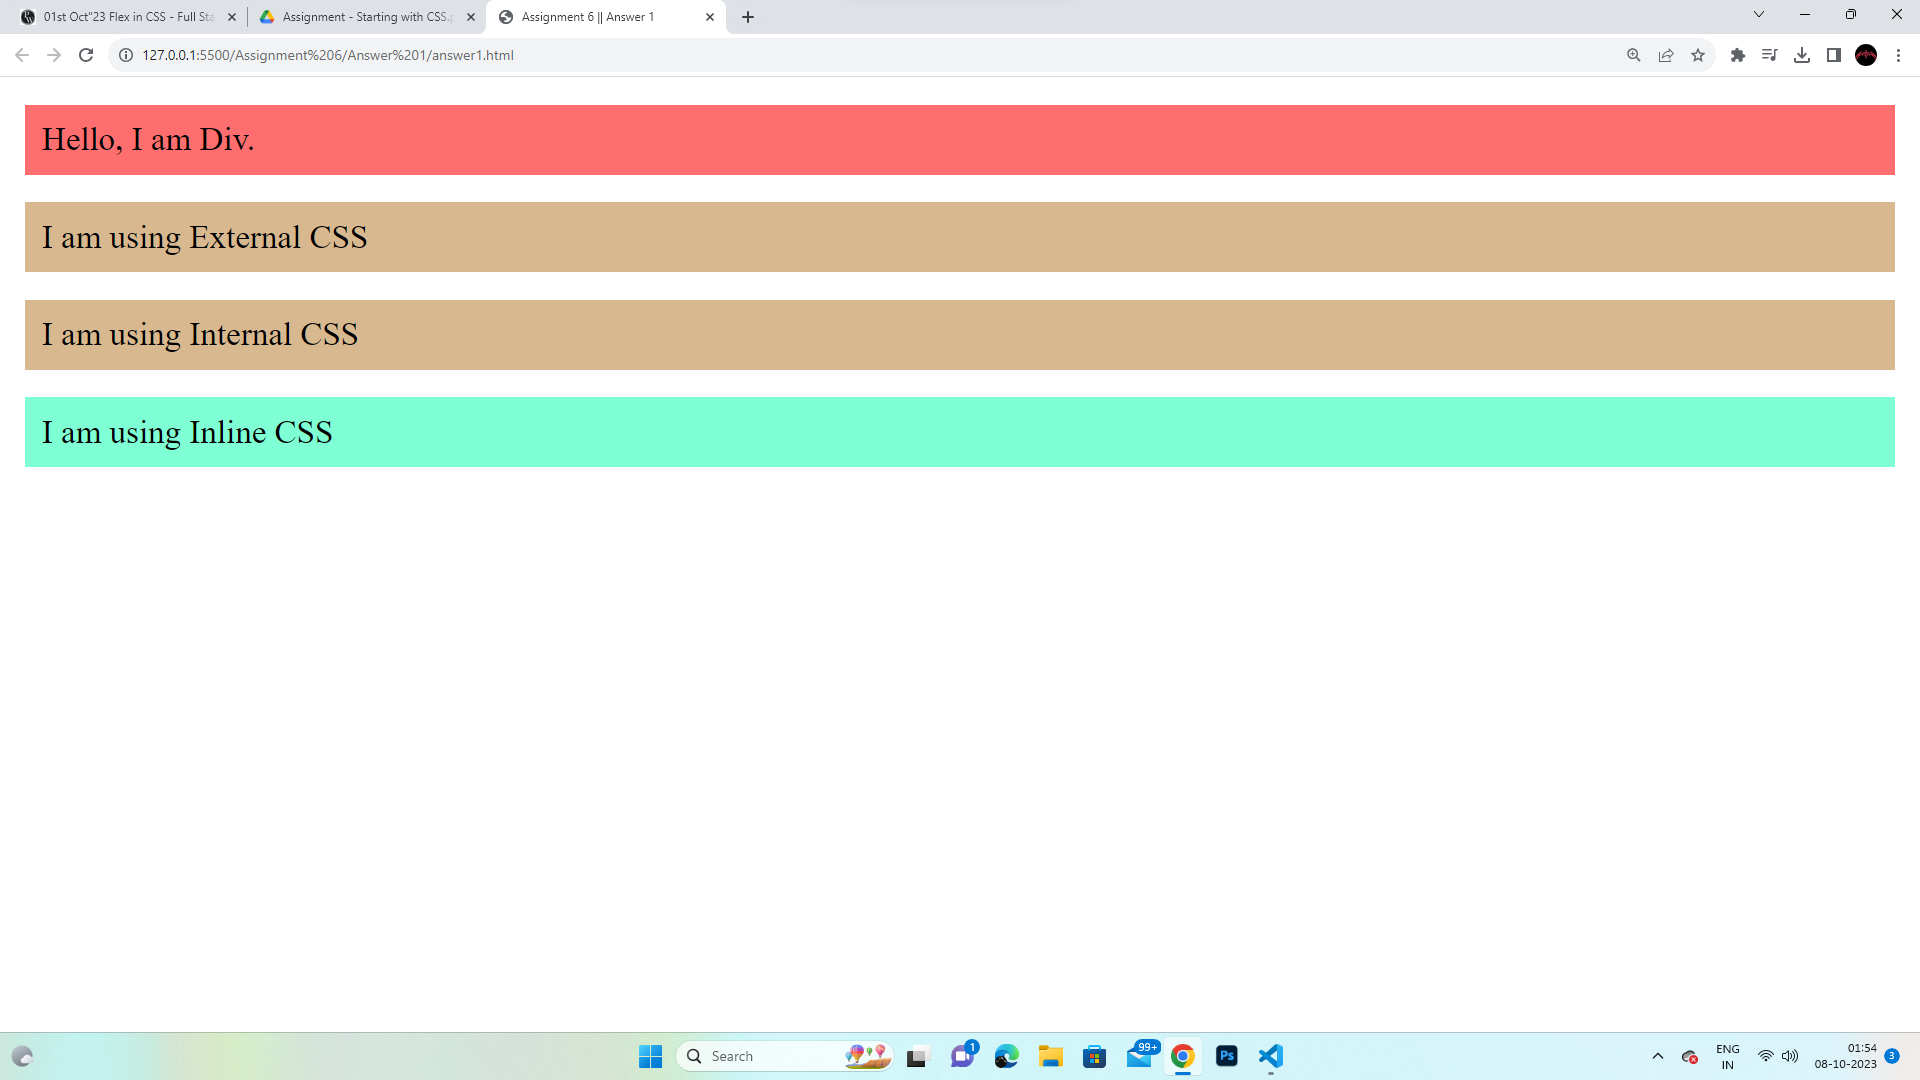 01st Oct"23 Flex in CSS - Full Sta
Assignment - Starting with CSS.p
Assignment 6 || Answer 1
127.0.0.1:5500/Assignment%206/Answer%201/answer1.html
Hello, I am Div.
I am using External CSS
I am using Internal CSS
I am using Inline CSS
Search
1
99+
Ps
ENG
IN
01:54
08-10-2023
3